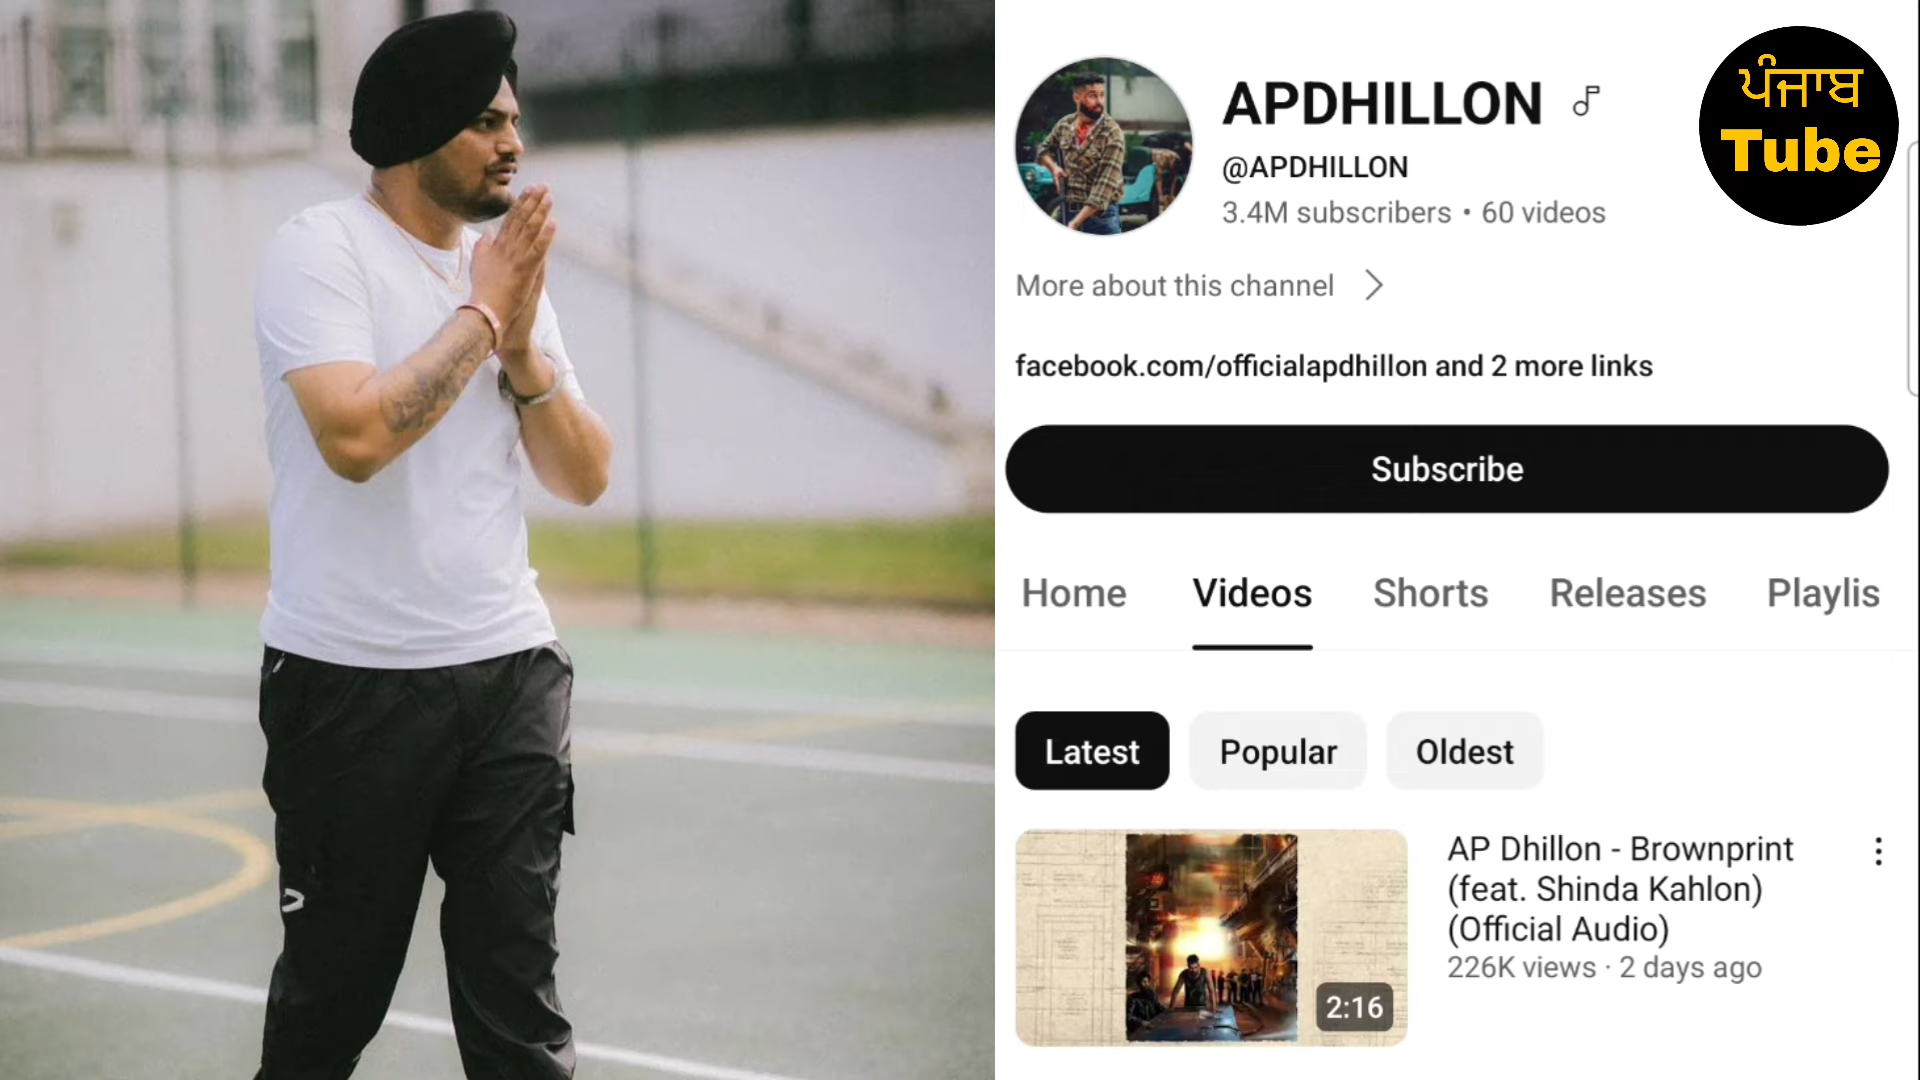 APDHILLON
@APDHILLON
3.4M subscribers • 60 videos
More about this channel
facebook.com/officialapdhillon and 2 more links
Subscribe
Home Videos Shorts Releases Playlis
Latest Popular Oldest
AP Dhillon - Brownprint
(feat. Shinda Kahlon)
(Official Audio)
226K views · 2 days ago
2:16
ਪੰਜਾਬ
Tube